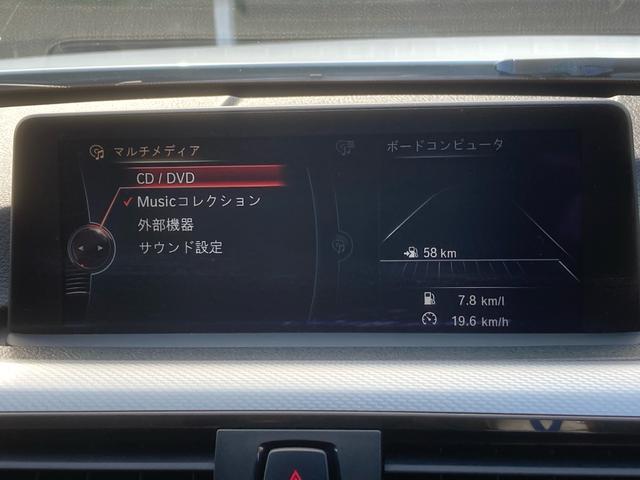 マルチメディア
CD / DVD
Musicコレクション
外部機器
サウンド設定
ボードコンピュータ
58 km
7.8 km/l
19.6 km/h